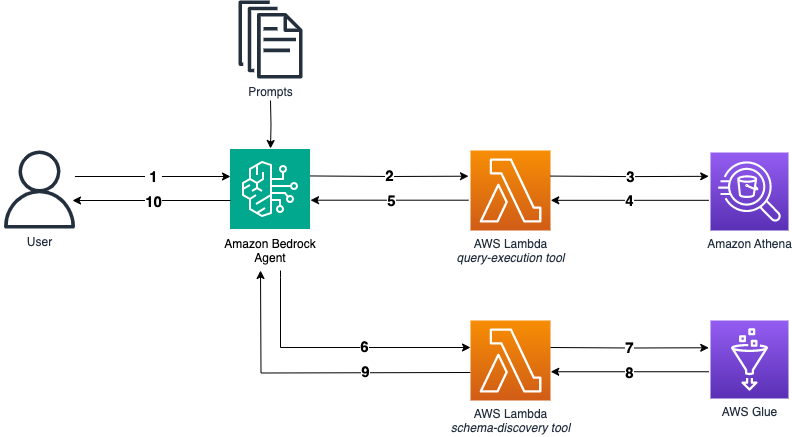 Prompts
1
2
3
10
5
4
User
Amazon Bedrock
Agent
AWS Lambda
query-execution tool
Amazon Athena
6
7
9
8
AWS Lambda
schema-discovery tool
AWS Glue